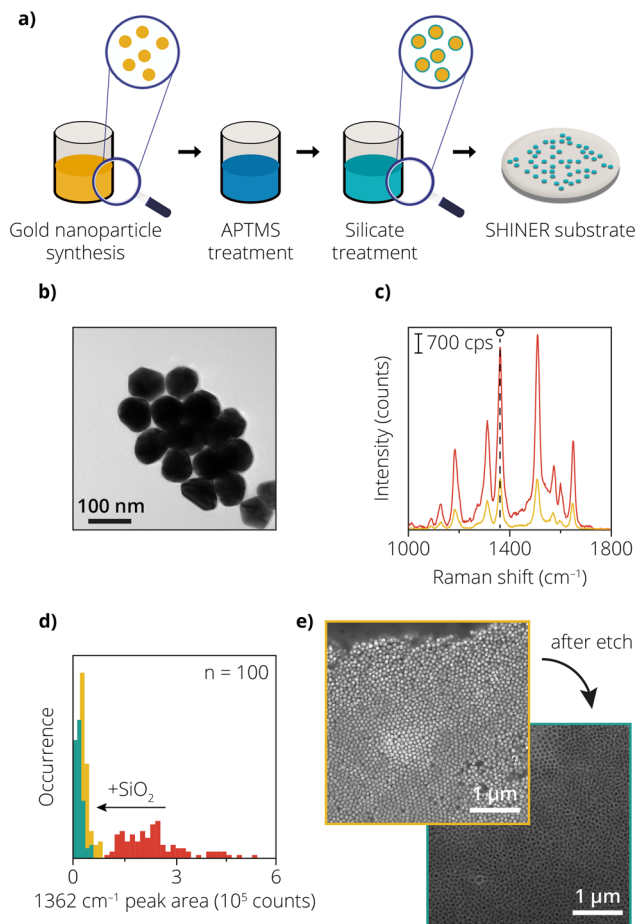 a)
Gold nanoparticle
synthesis
APTMS
treatment
Silicate
treatment
SHINER substrate
b)
100 nm
c)
700 cps
Intensity (counts)
1000
1400
1800
Raman shift (cm⁻¹)
d)
n = 100
Occurrence
+SiO₂
0
3
6
1362 cm⁻¹ peak area (10⁵ counts)
e)
after etch
1 µm
1 µm